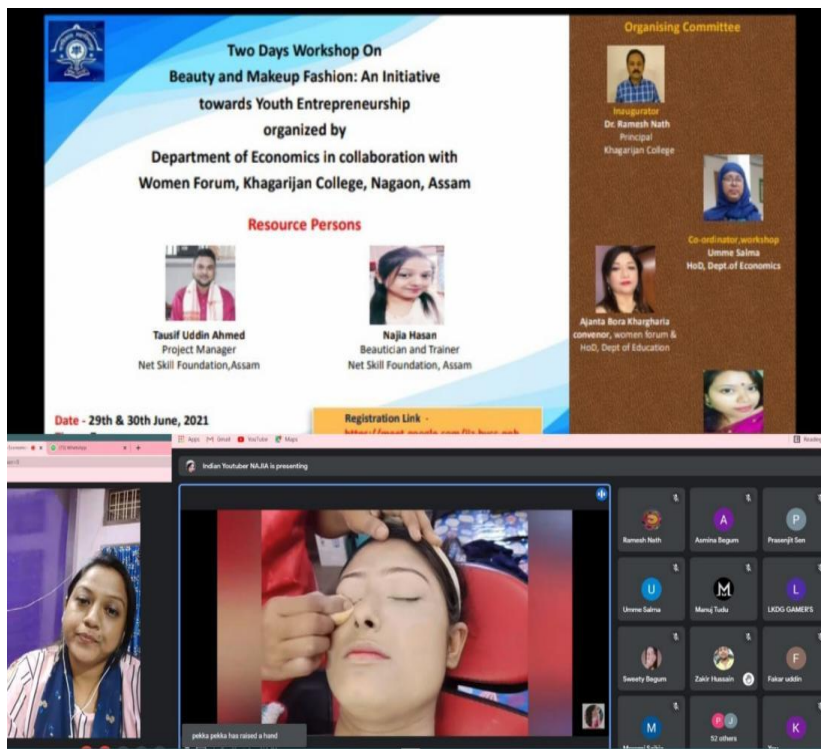 Two Days Workshop On
Beauty and Makeup Fashion: An Initiative
towards Youth Entrepreneurship
organized by
Department of Economics in collaboration with
Women Forum, Khagarijan College, Nagaon, Assam
Resource Persons
Tausif Uddin Ahmed
Project Manager
Net Skill Foundation,Assam
Najia Hasan
Beautician and Trainer
Net Skill Foundation, Assam
Date - 29th & 30th June, 2021
Registration Link -
Organising Committee
Inaugurator
Dr. Ramesh Nath
Principal
Khagarijan College
Co-ordinator,workshop
Umme Salma
HoD, Dept.of Economics
Ajanta Bora Khargharia
convenor, women forum &
HoD, Dept of Education
Apps Gmail YouTube Maps
Reading
Indian Youtuber NAJIA is presenting
Ramesh Nath
A
Asmina Begum
P
Prasenjit Sen
U
Umme Salma
M
Manuj Tudu
L
LKDG GAMER'S
Sweety Begum
Zakir Hussain
F
Fakar uddin
M
P J
52 others
K
You
pekka pekka has raised a hand